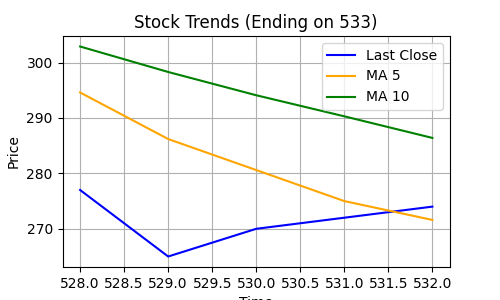 Stock Trends (Ending on 533)
Last Close
MA 5
MA 10
Price
300
290
280
270
528.0 528.5 529.0 529.5 530.0 530.5 531.0 531.5 532.0
Time